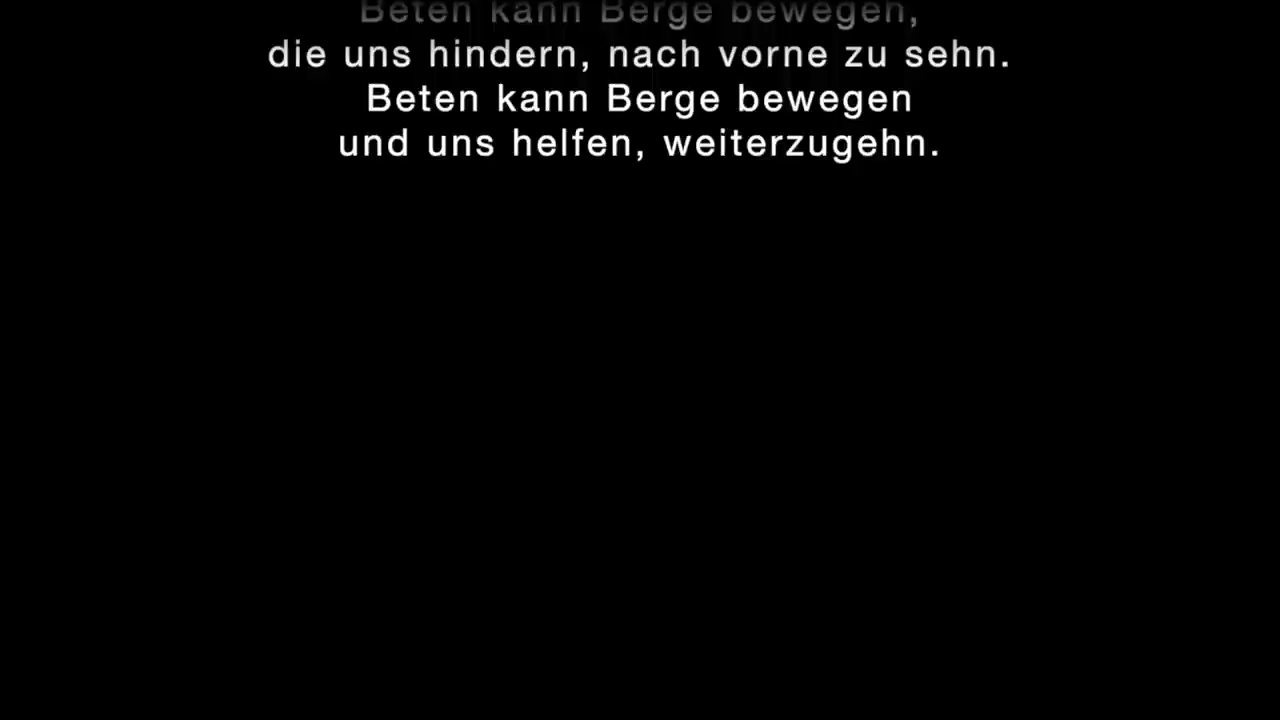 Beten kann Berge bewegen,
die uns hindern, nach vorne zu sehn.
Beten kann Berge bewegen
und uns helfen, weiterzugehn.